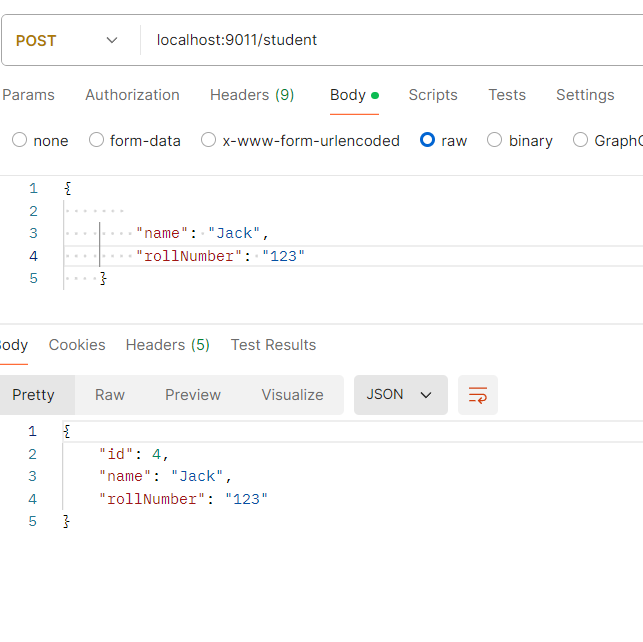 POST localhost:9011/student
Params Authorization Headers (9) Body Scripts Tests Settings
none form-data x-www-form-urlencoded raw binary
1 {
2
3 "name": "Jack",
4 "rollNumber": "123"
5 }
Cookies Headers (5) Test Results
Pretty Raw Preview Visualize JSON
1 {
2 "id": 4,
3 "name": "Jack",
4 "rollNumber": "123"
5 }